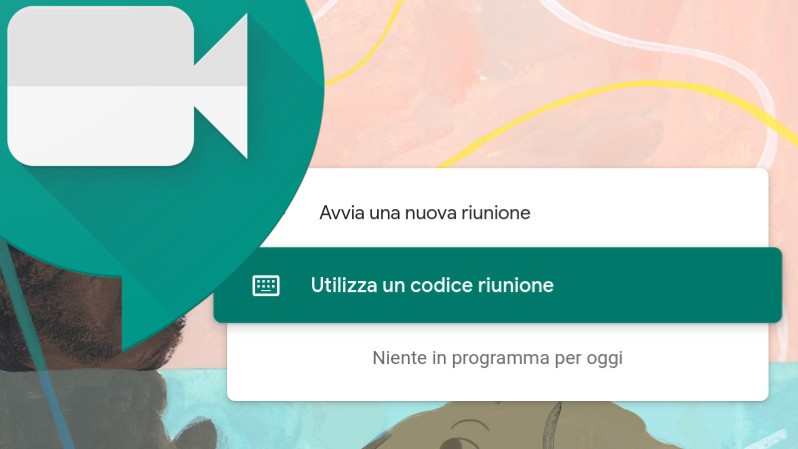 Avvia una nuova riunione
Utilizza un codice riunione
Niente in programma per oggi